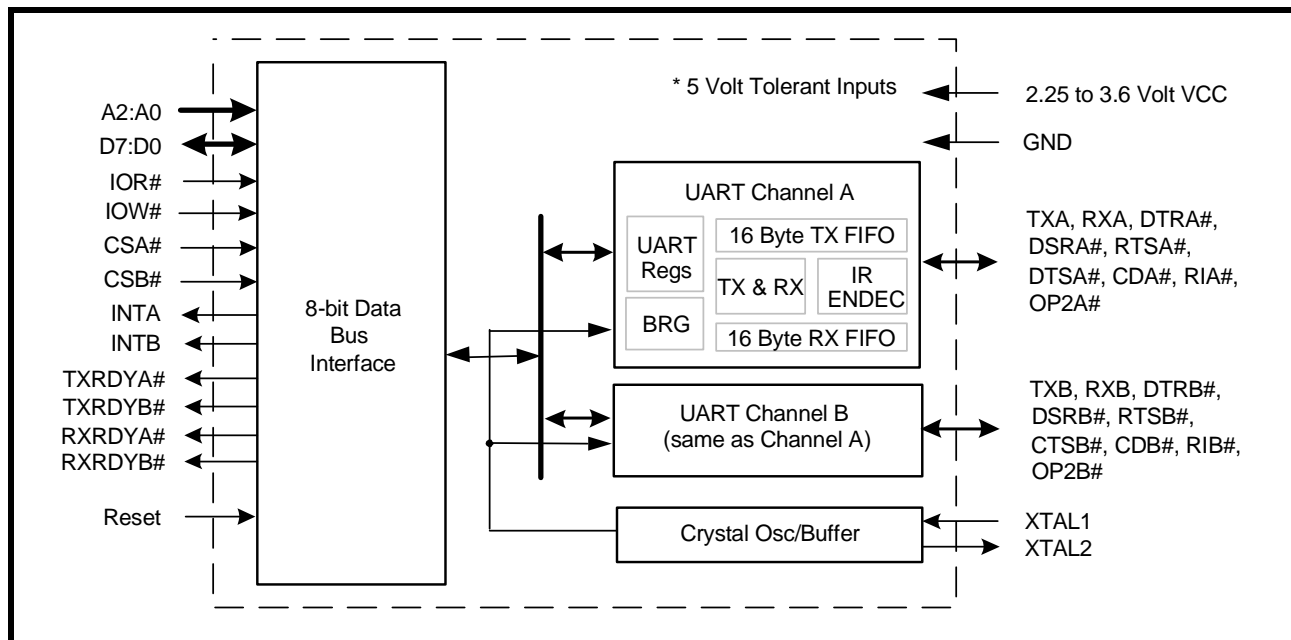 A2:A0
D7:D0
IOR#
IOW#
CSA#
CSB#
INTA
INTB
TXRDYA#
TXRDYB#
RXRDYA#
RXRDYB#
Reset
8-bit Data
Bus
Interface
* 5 Volt Tolerant Inputs
2.25 to 3.6 Volt VCC
GND
UART Channel A
UART
Regs
BRG
16 Byte TX FIFO
TX & RX
IR
ENDEC
16 Byte RX FIFO
TXA, RXA, DTRA#,
DSRA#, RTSA#,
DTSA#, CDA#, RIA#,
OP2A#
UART Channel B
(same as Channel A)
TXB, RXB, DTRB#,
DSRB#, RTSB#,
CTSB#, CDB#, RIB#,
OP2B#
Crystal Osc/Buffer
XTAL1
XTAL2